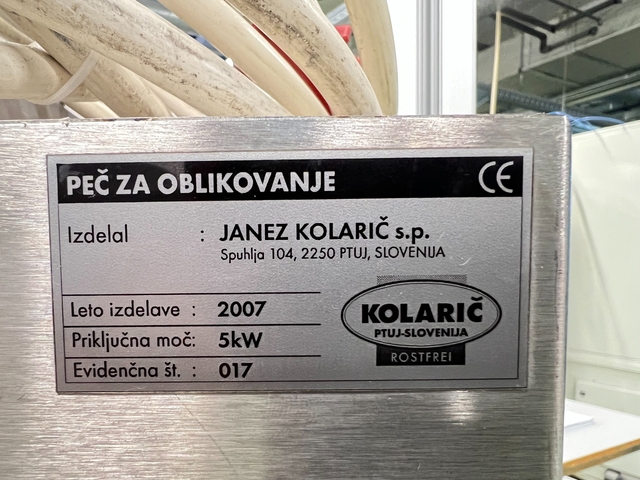 PEČ ZA OBLIKOVANJE CE
Izdelal : JANEZ KOLARIČ s.p.
Spuhlja 104, 2250 PTUJ, SLOVENIJA
Leto izdelave : 2007
Priključna moč: 5kW
Evidenčna št. : 017
KOLARIČ
PTUJ-SLOVENIJA
ROSTFREI